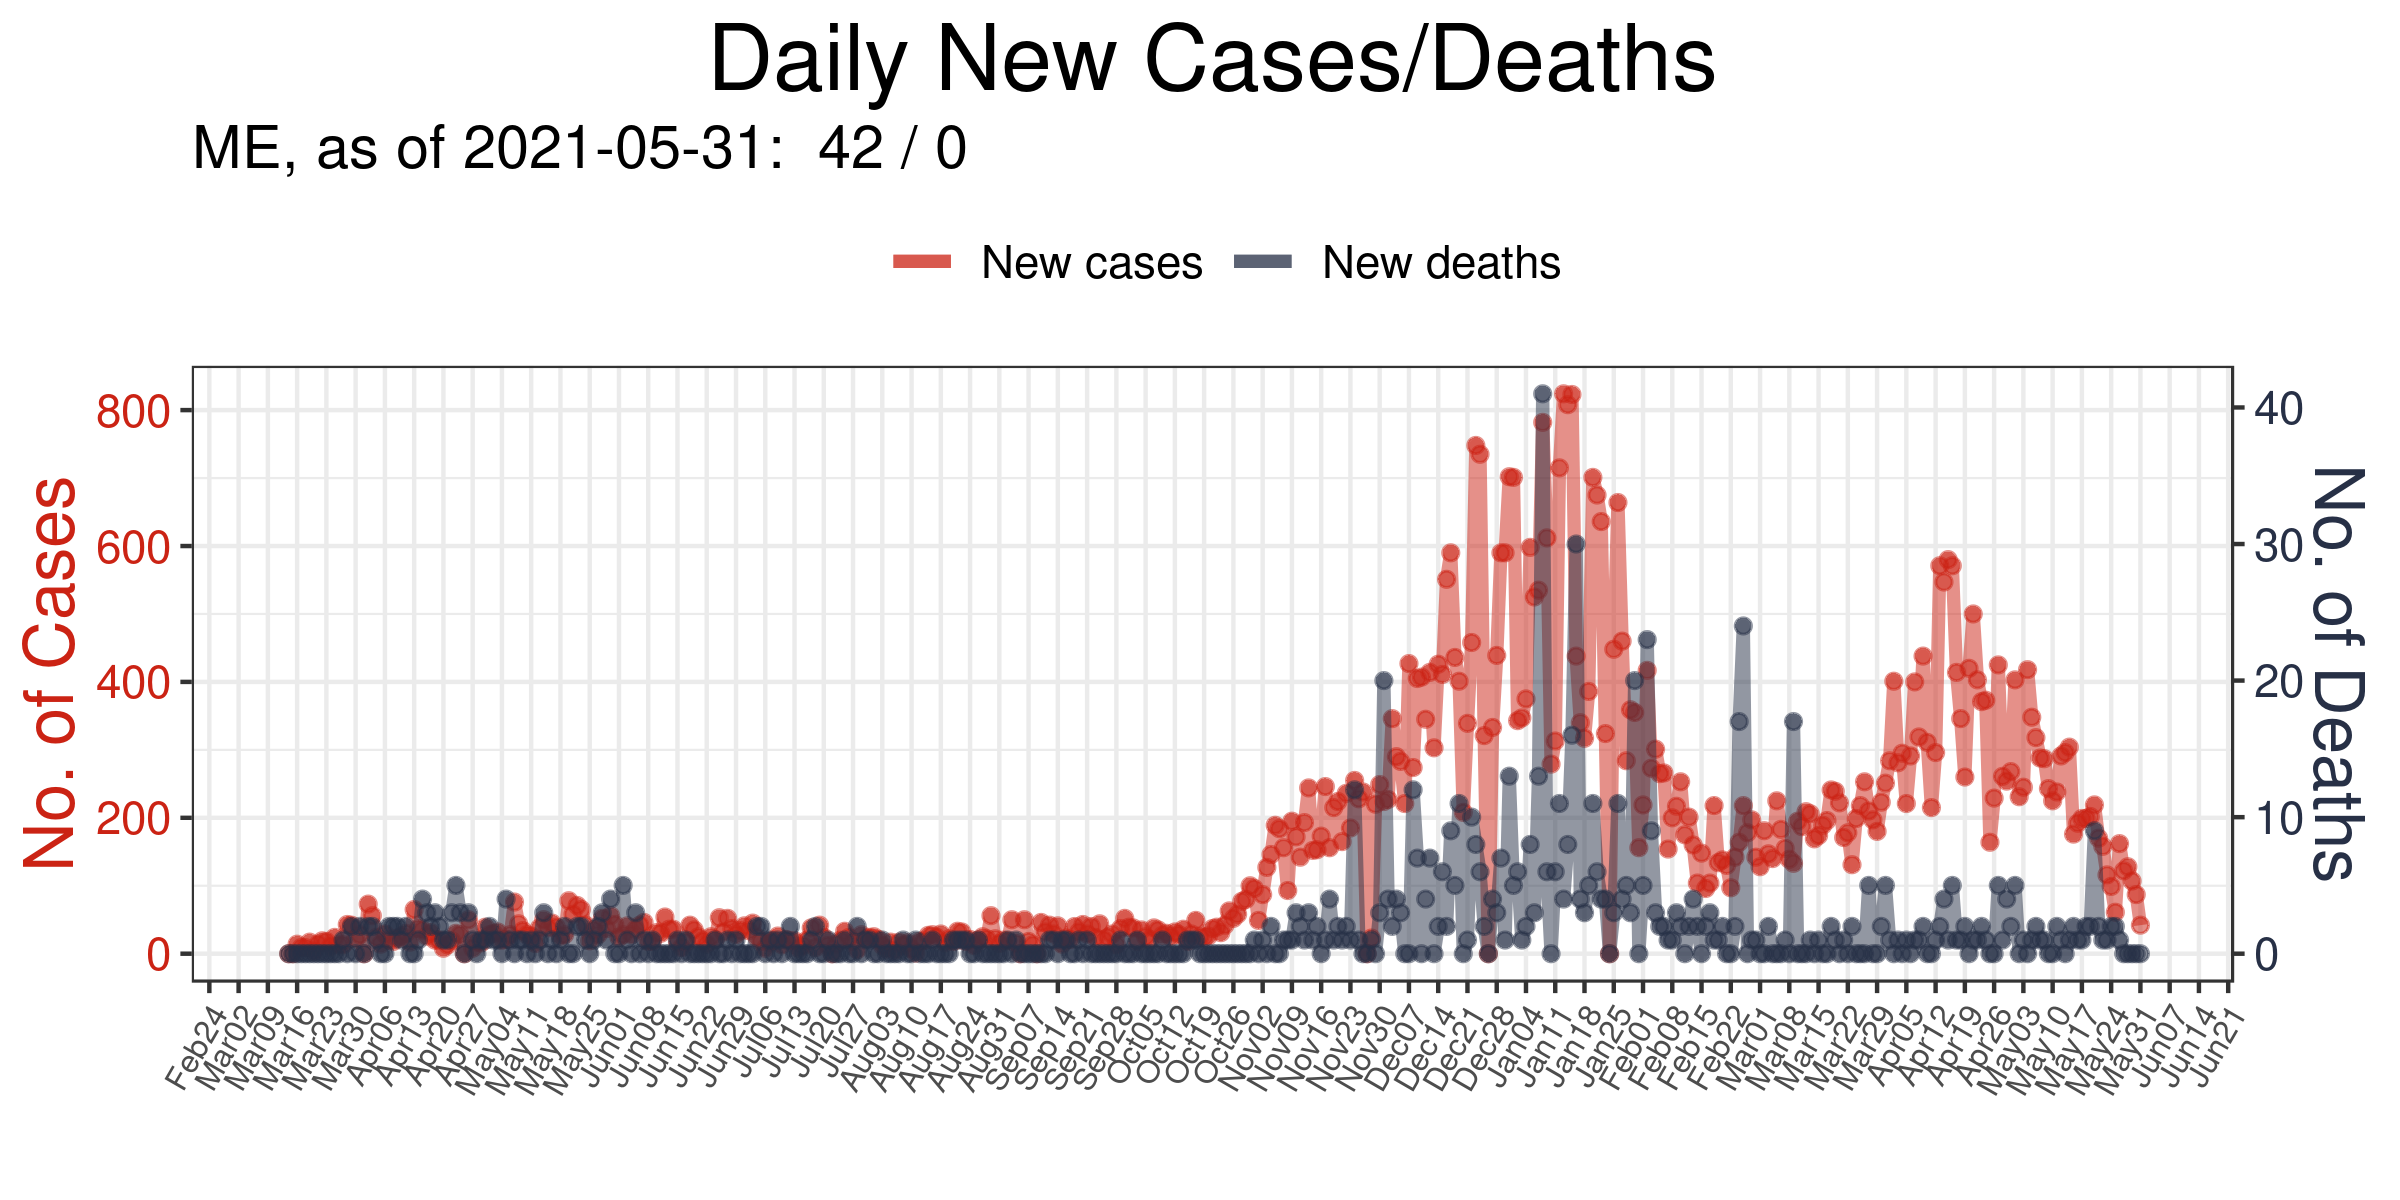 Daily New Cases/Deaths
ME, as of 2021-05-31:  42 / 0
New cases New deaths
No. of Cases
800
600
400
200
0
40
30
20
10
0
No. of Deaths
Feb24 Mar02 Mar09 Mar16 Mar23 Mar30 Apr06 Apr13 Apr20 Apr27 May04 May11 May18 May25 Jun01 Jun08 Jun15 Jun22 Jun29 Jul06 Jul13 Jul20 Jul27 Aug03 Aug10 Aug17 Aug24 Aug31 Sep07 Sep14 Sep21 Sep28 Oct05 Oct12 Oct19 Oct26 Nov02 Nov09 Nov16 Nov23 Nov30 Dec07 Dec14 Dec21 Dec28 Jan04 Jan11 Jan18 Jan25 Feb01 Feb08 Feb15 Feb22 Mar01 Mar08 Mar15 Mar22 Mar29 Apr05 Apr12 Apr19 Apr26 May03 May10 May17 May24 May31 Jun07 Jun14 Jun21